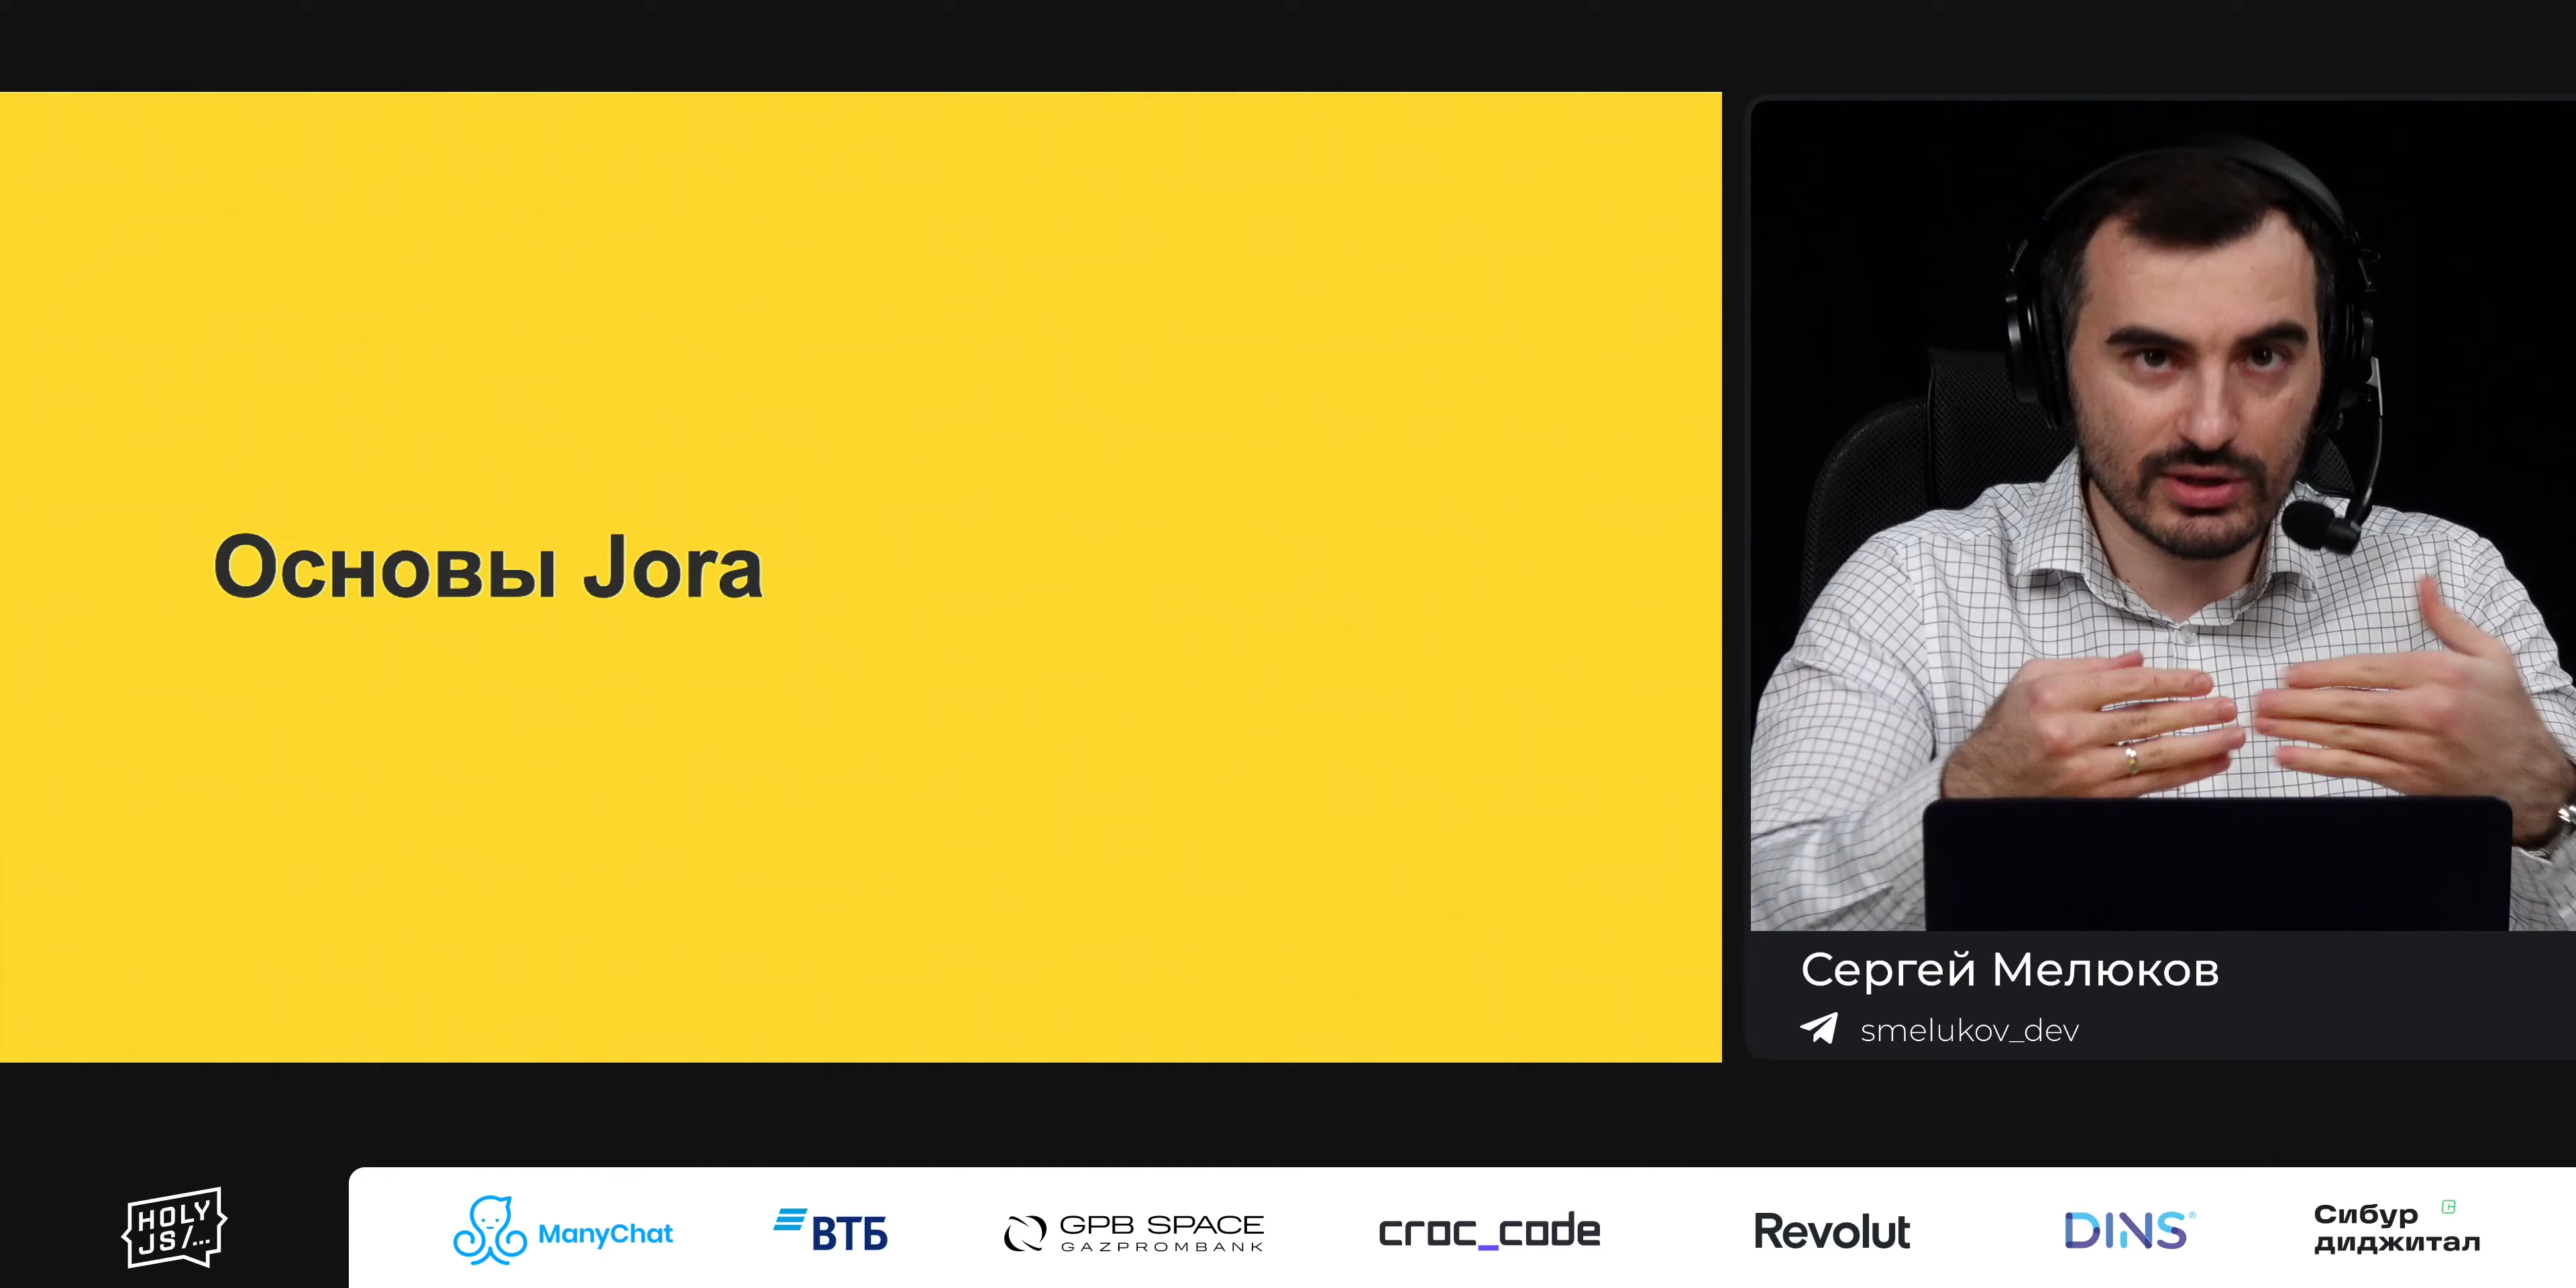 Основы Jora
Сергей Мелюков
smelukov_dev
HOLY
JS/...
ManyChat
ВТБ
GPB SPACE
GAZPROMBANK
croc_code
Revolut
DINS®
Сибур
диджитал